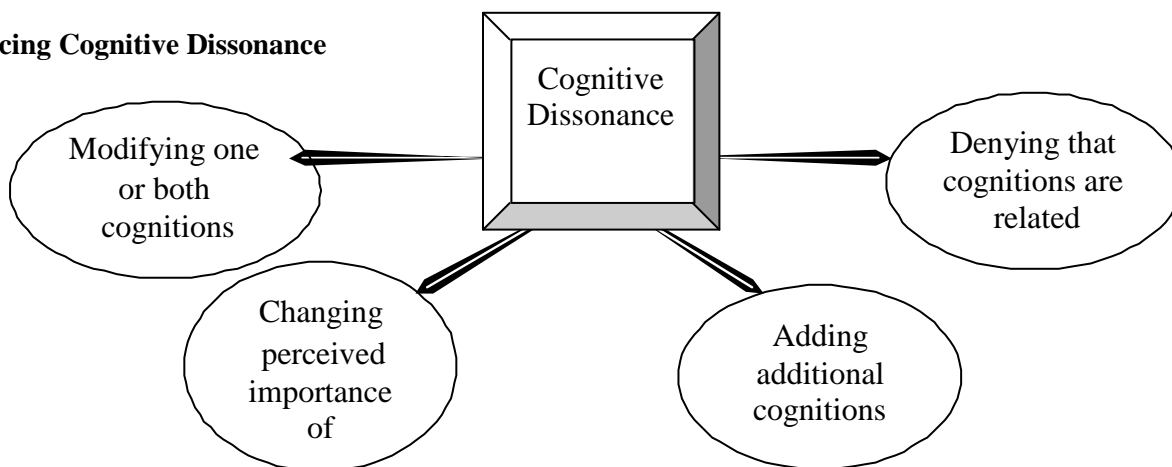 cing Cognitive Dissonance
Cognitive
Dissonance
Modifying one
or both
cognitions
Denying that
cognitions are
related
Changing
perceived
importance
of
Adding
additional
cognitions